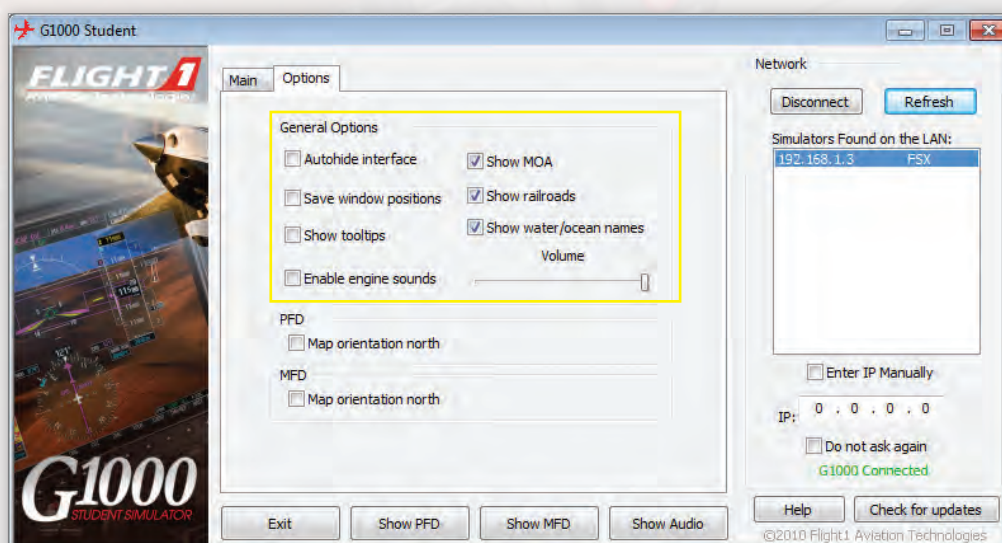 G1000 Student
FLIGHT 1
Main
Options
General Options
Autohide interface
Show MOA
Save window positions
Show railroads
Show tooltips
Show water/ocean names
Enable engine sounds
Volume
PFD
Map orientation north
MFD
Map orientation north
G1000
STUDENT SIMULATOR
Exit
Show PFD
Show MFD
Show Audio
Network
Disconnect
Refresh
Simulators Found on the LAN:
192.168.1.3 FSX
Enter IP Manually
IP: 0 . 0 . 0 . 0
Do not ask again
G1000 Connected
Help
Check for updates
©2010 Flight1 Aviation Technologies